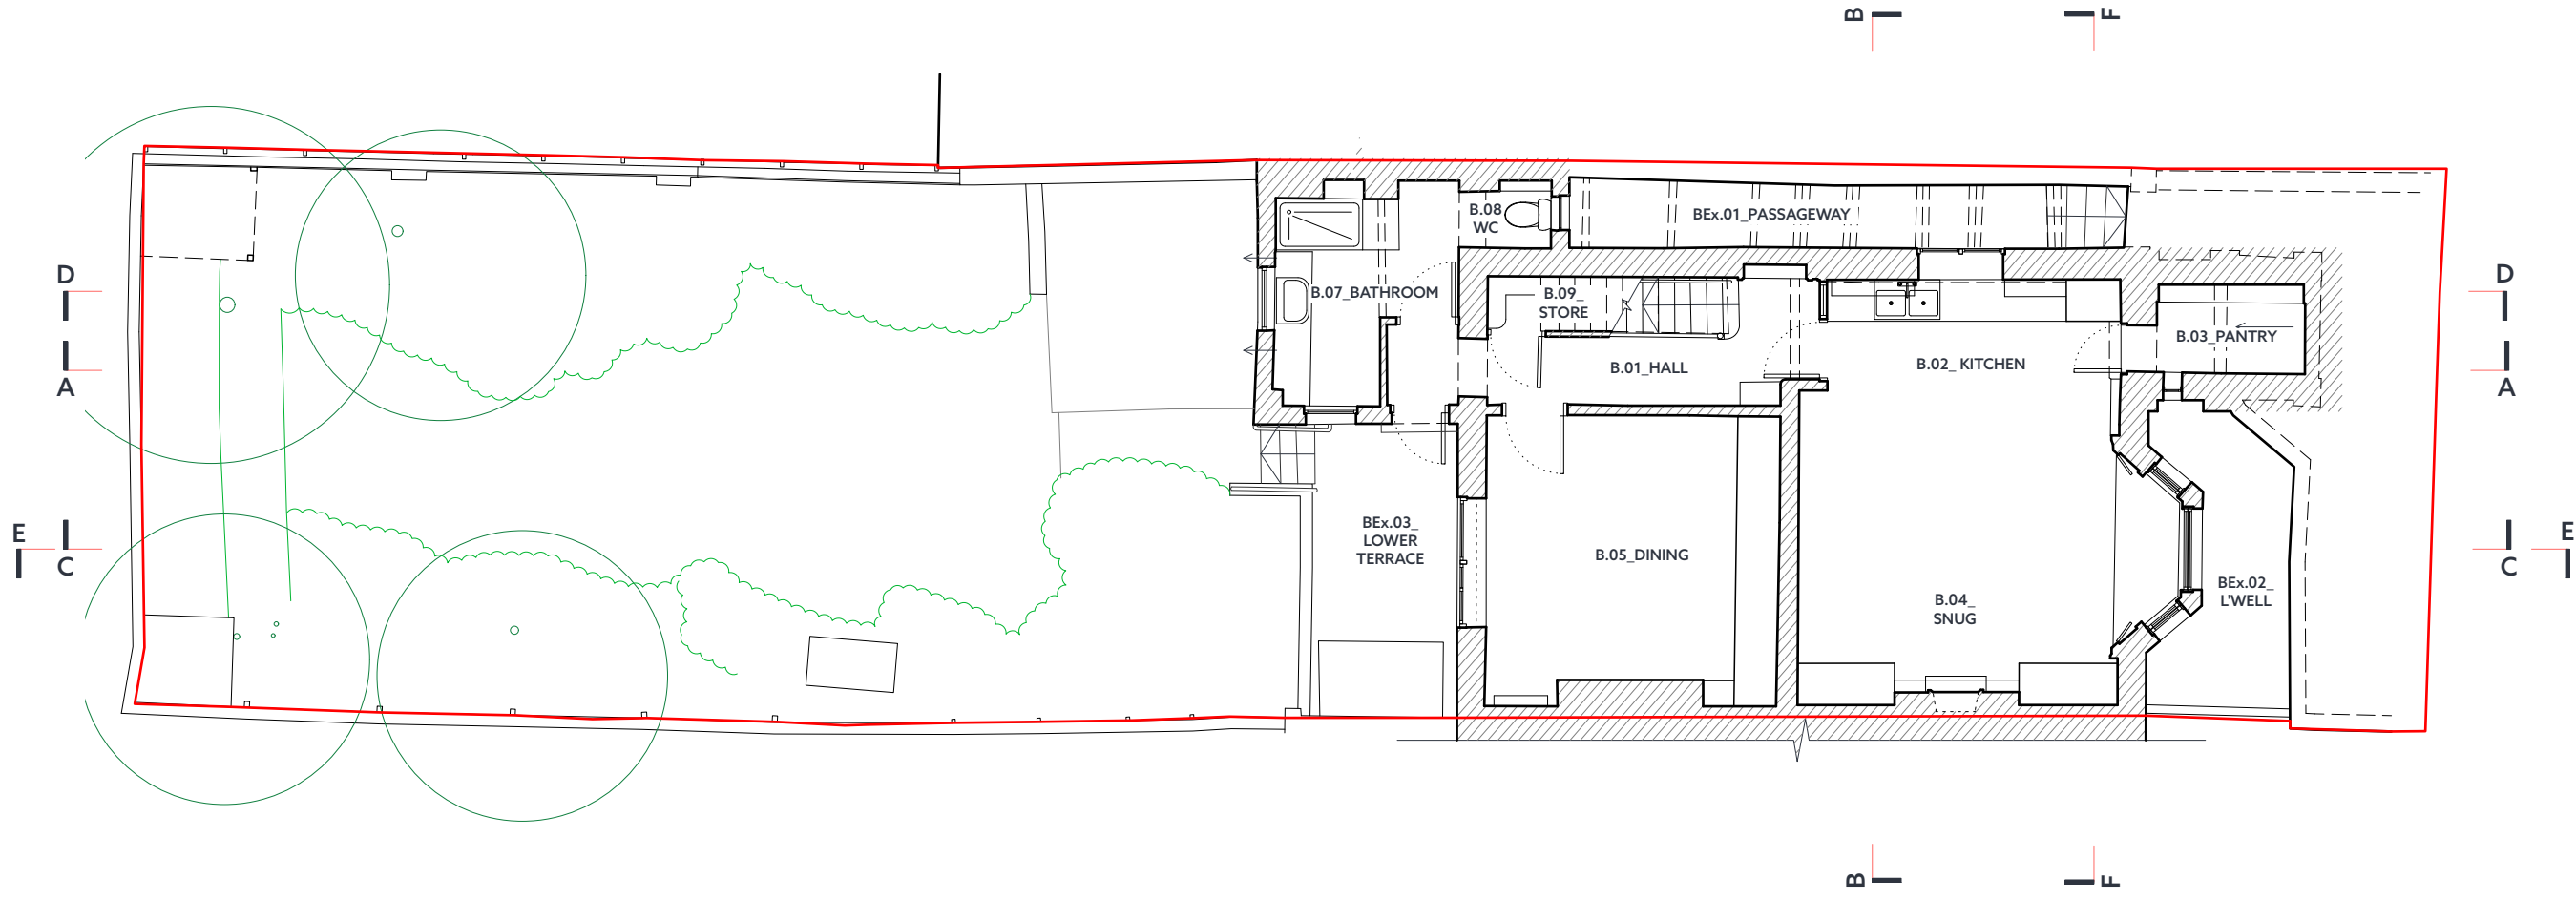 B
F
B.08
WC
BEx.01_PASSAGEWAY
D
D
B.07_BATHROOM
B.09_
STORE
B.03_PANTRY
B.01_HALL
B.02_ KITCHEN
A
A
E
E
BEx.03_
LOWER
TERRACE
B.05_DINING
C
C
BEx.02_
L'WELL
B.04_
SNUG
B
F